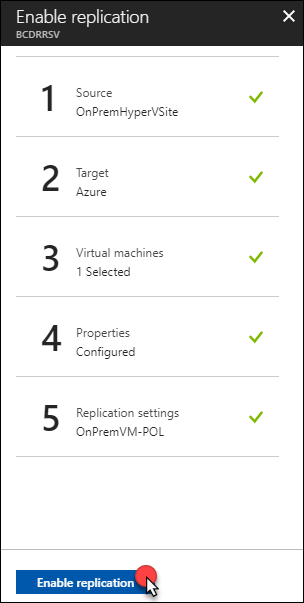 Enable replication
BCDRRSV
1
Source
OnPremHyperVSite
2
Target
Azure
3
Virtual machines
1 Selected
4
Properties
Configured
5
Replication settings
OnPremVM-POL
Enable replication